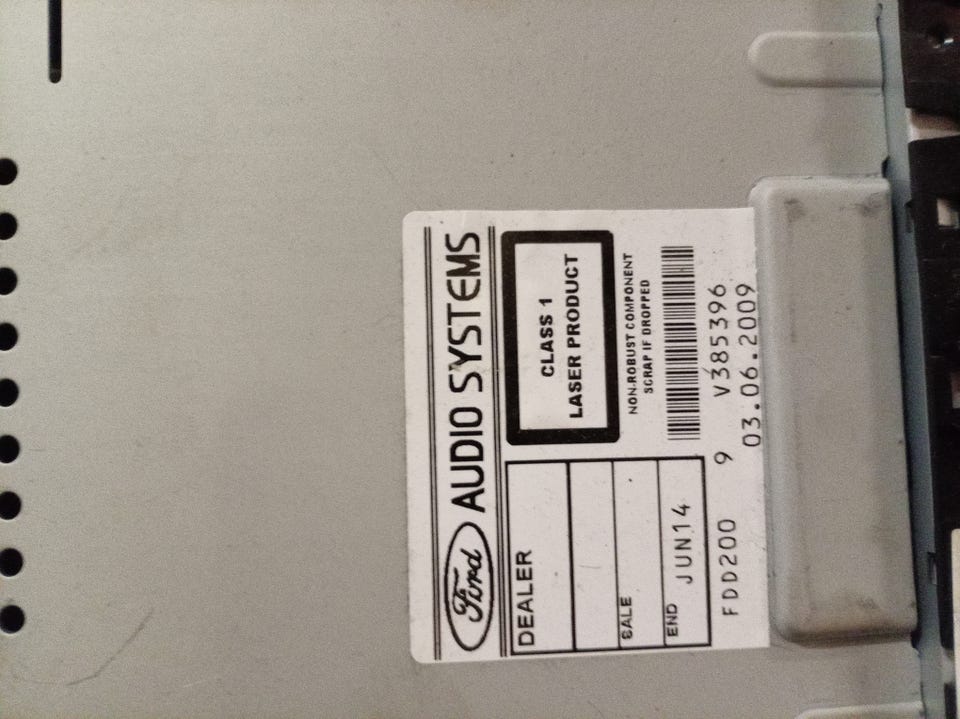 Ford AUDIO SYSTEMS
DEALER
SALE
END JUN14
CLASS 1
LASER PRODUCT
NON-ROBUST COMPONENT
SCRAP IF DROPPED
FDD200 9 V385396
03.06.2009